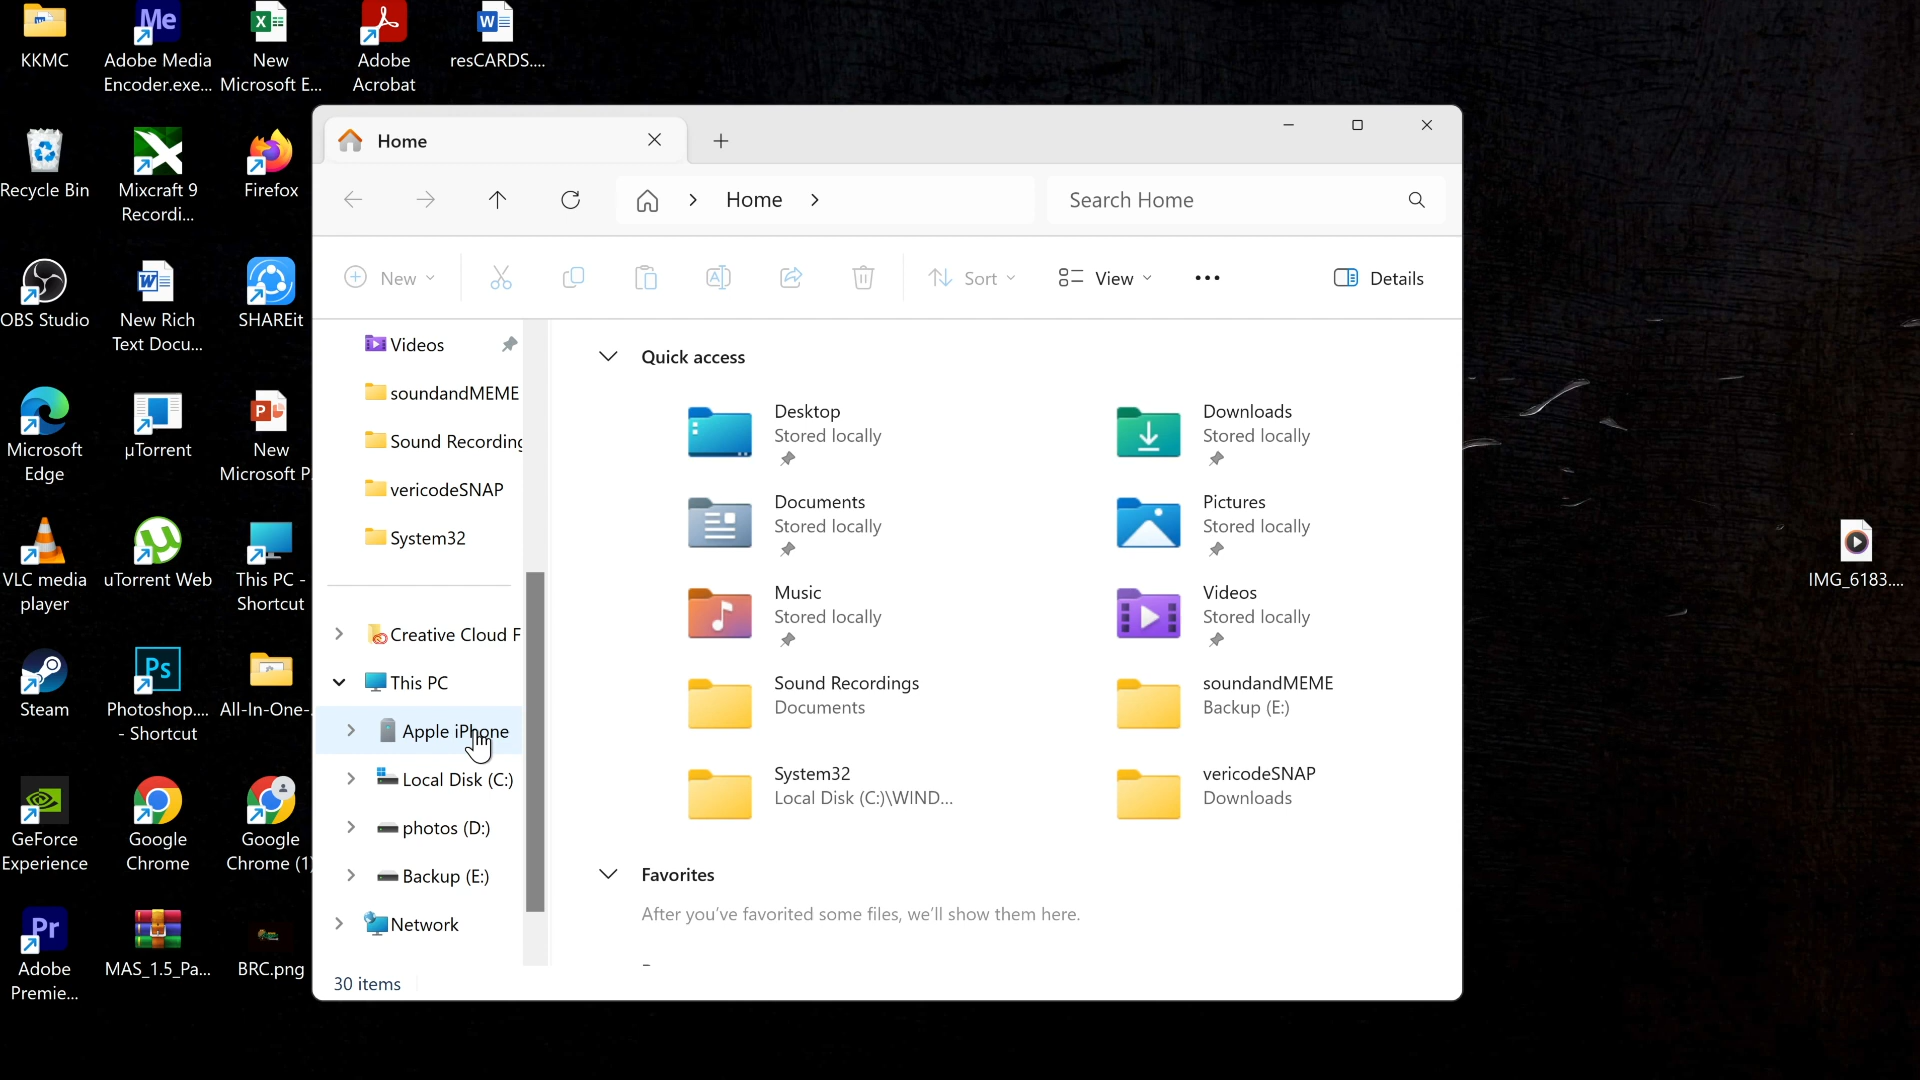 KKMC
Me
Adobe Media
Encoder.exe...
New
Microsoft E...
Adobe
Acrobat
resCARDS....
Recycle Bin
Mixcraft 9
Recordi...
Firefox
OBS Studio
New Rich
Text Docu...
SHAREit
Microsoft
Edge
µTorrent
New
Microsoft P
VLC media
player
uTorrent Web
This PC -
Shortcut
Steam
Ps
Photoshop....
- Shortcut
All-In-One-
GeForce
Experience
Google
Chrome
Google
Chrome (1)
Pr
Adobe
Premie...
MAS_1.5_Pa...
BRC.png
Home
Home
Search Home
New
Sort
View
Details
Videos
soundandMEME
Sound Recording
vericodeSNAP
System32
Creative Cloud F
This PC
Apple iPhone
Local Disk (C:)
photos (D:)
Backup (E:)
Network
Quick access
Desktop
Stored locally
Downloads
Stored locally
Documents
Stored locally
Pictures
Stored locally
Music
Stored locally
Videos
Stored locally
Sound Recordings
Documents
soundandMEME
Backup (E:)
System32
Local Disk (C:)\WIND...
vericodeSNAP
Downloads
Favorites
After you've favorited some files, we'll show them here.
30 items
IMG_6183....